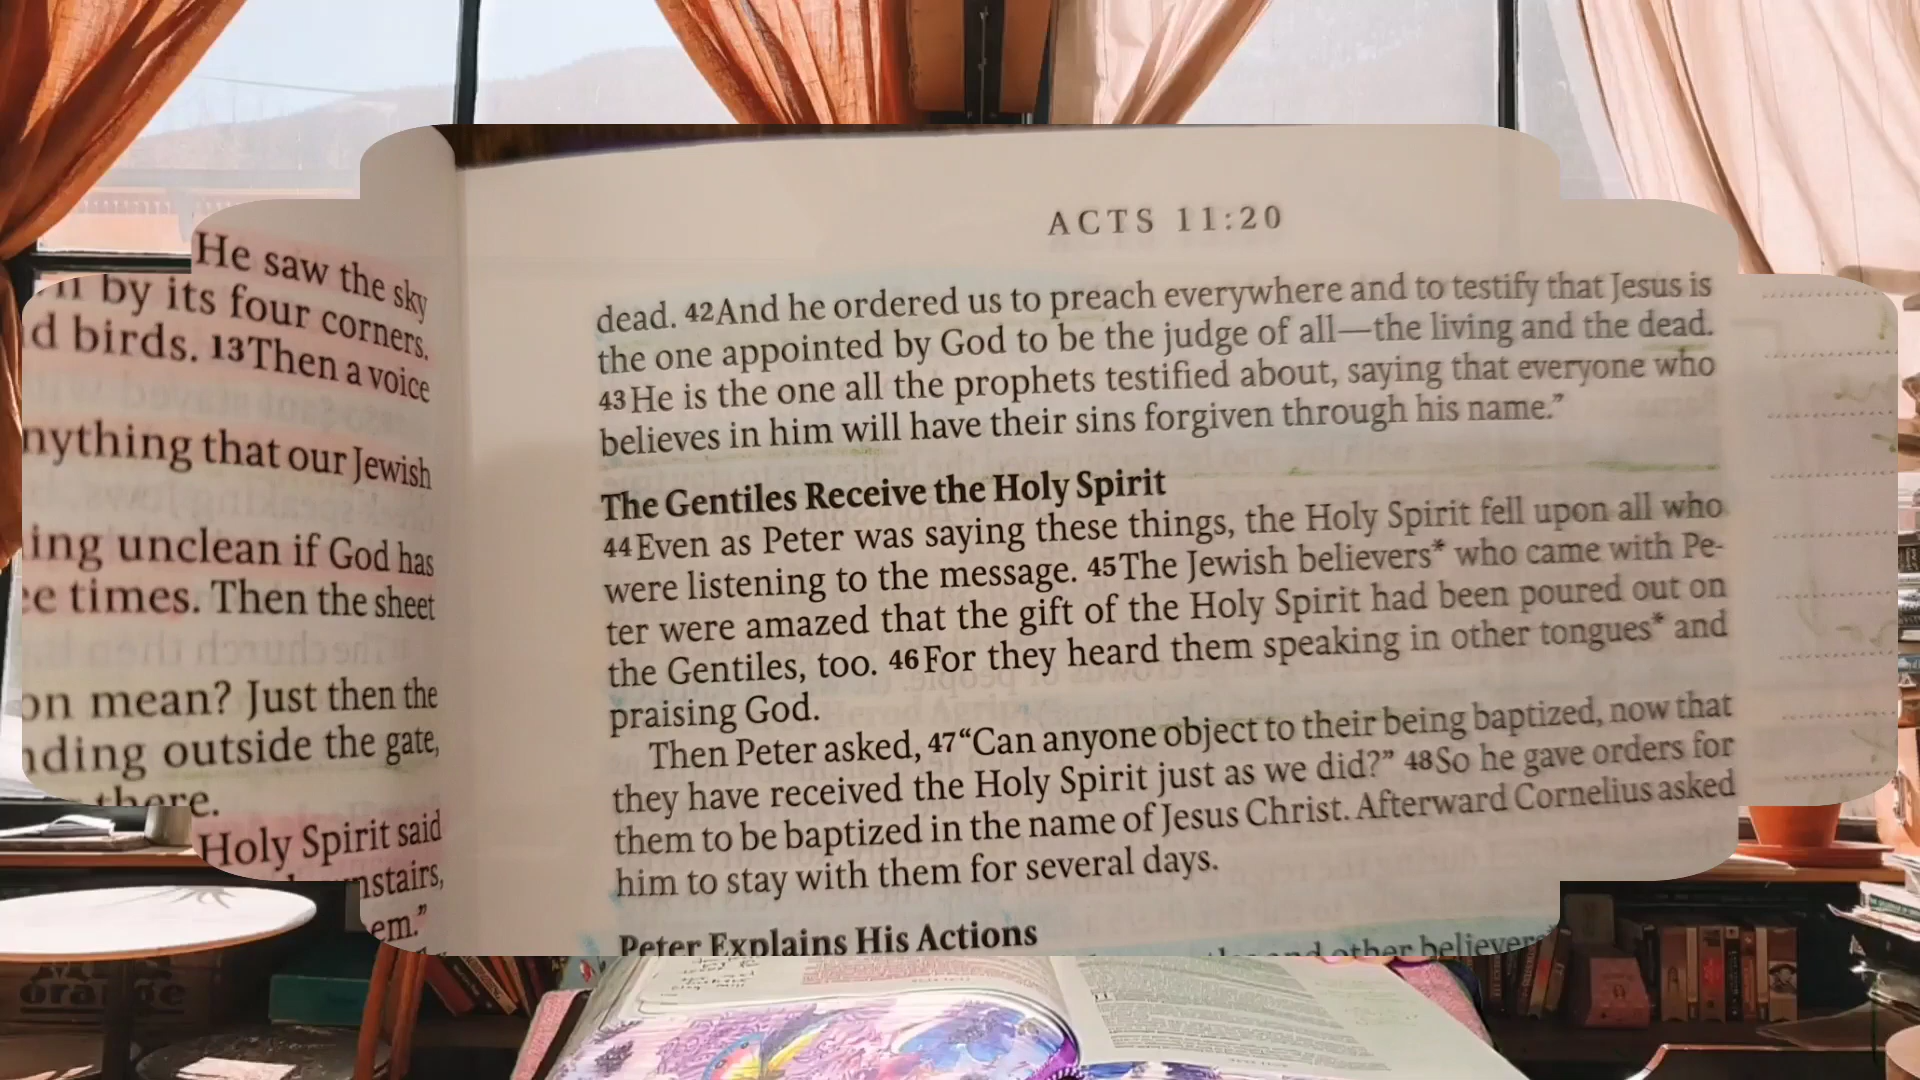 He saw the sky
by its four corners.
d birds. 13Then a voice
nything that our Jewish
ing unclean if God has
e times. Then the sheet
on mean? Just then the
nding outside the gate,
there.
Holy Spirit said
nstairs,
em.”
ACTS 11:20
dead. 42And he ordered us to preach everywhere and to testify that Jesus is
the one appointed by God to be the judge of all—the living and the dead.
43He is the one all the prophets testified about, saying that everyone who
believes in him will have their sins forgiven through his name.”
The Gentiles Receive the Holy Spirit
44Even as Peter was saying these things, the Holy Spirit fell upon all who
were listening to the message. 45The Jewish believers* who came with Pe-
ter were amazed that the gift of the Holy Spirit had been poured out on
the Gentiles, too. 46For they heard them speaking in other tongues* and
praising God.
Then Peter asked, 47“Can anyone object to their being baptized, now that
they have received the Holy Spirit just as we did?” 48So he gave orders for
them to be baptized in the name of Jesus Christ. Afterward Cornelius asked
him to stay with them for several days.
Peter Explains His Actions
and other believers
orange